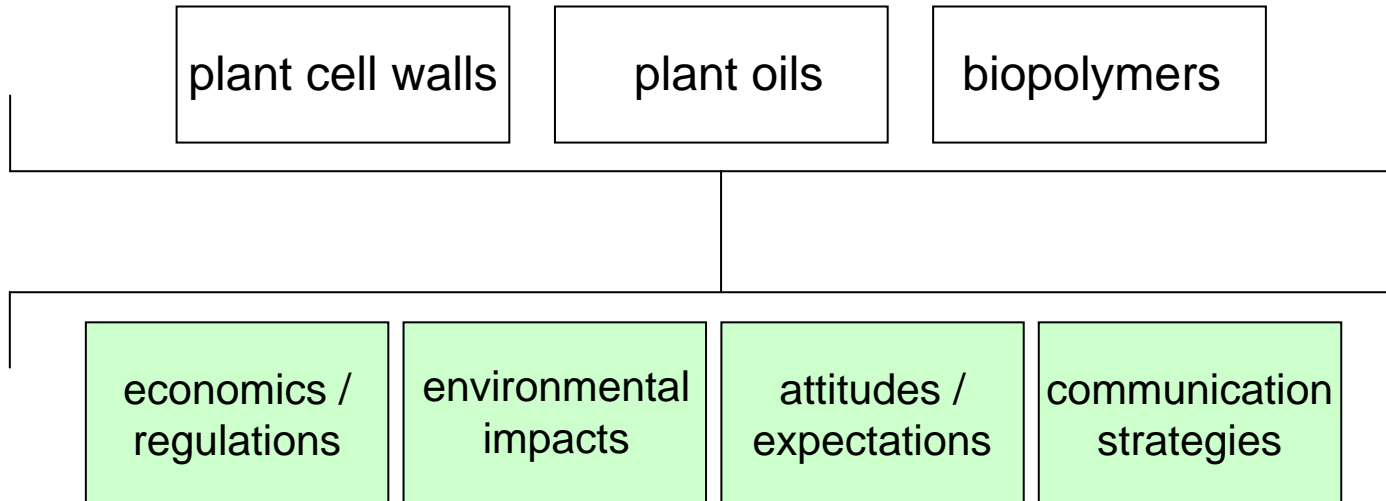 plant cell walls
plant oils
biopolymers
economics /
regulations
environmental
impacts
attitudes /
expectations
communication
strategies